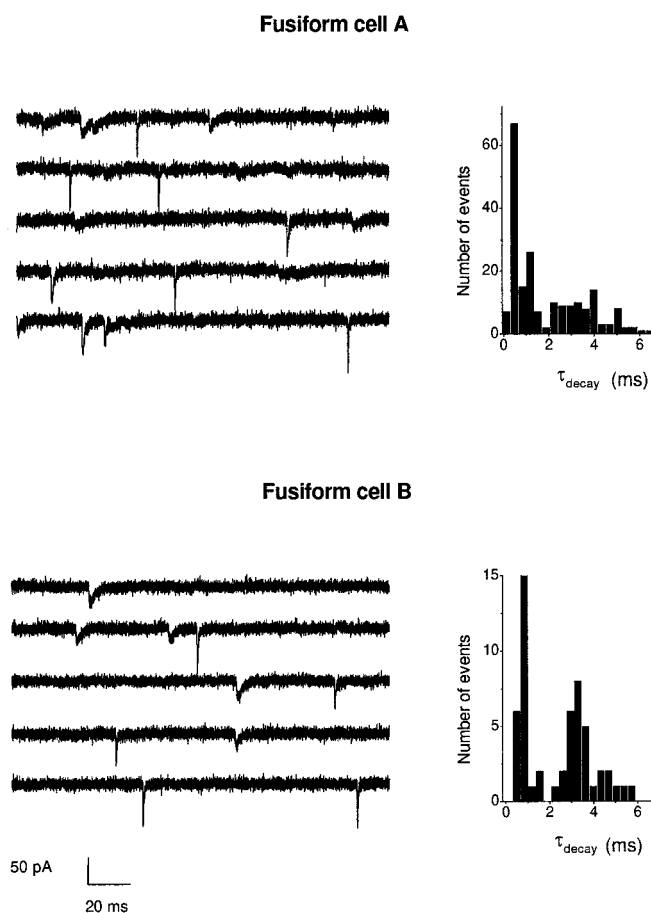 Fusiform cell A
Number of events
60
40
20
0
0 2 4 6
τdecay (ms)
Fusiform cell B
Number of events
15
10
5
0
0 2 4 6
τdecay (ms)
50 pA
20 ms